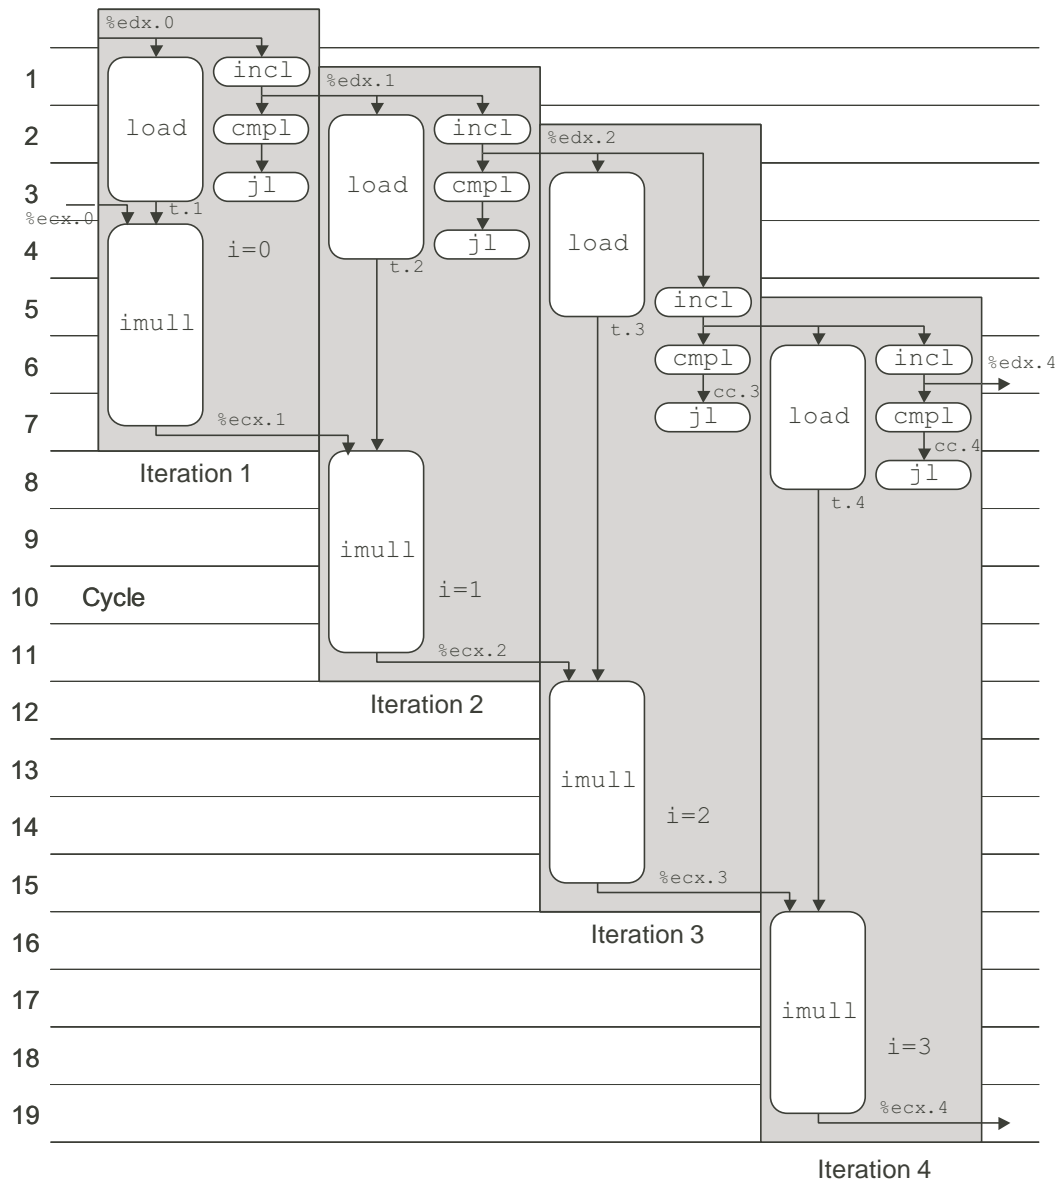 %edx.0
1
incl
%edx.1
load
cmpl
2
incl
%edx.2
load
jl
cmpl
3
t.1
%ecx.0
load
i=0
jl
4
t.2
imull
incl
5
t.3
cmpl
incl
%edx.4
6
cc.3
jl
load
cmpl
7
%ecx.1
cc.4
Iteration 1
jl
8
t.4
9
imull
i=1
10
Cycle
11
%ecx.2
Iteration 2
12
13
imull
i=2
14
15
%ecx.3
Iteration 3
16
17
imull
i=3
18
19
%ecx.4
Iteration 4